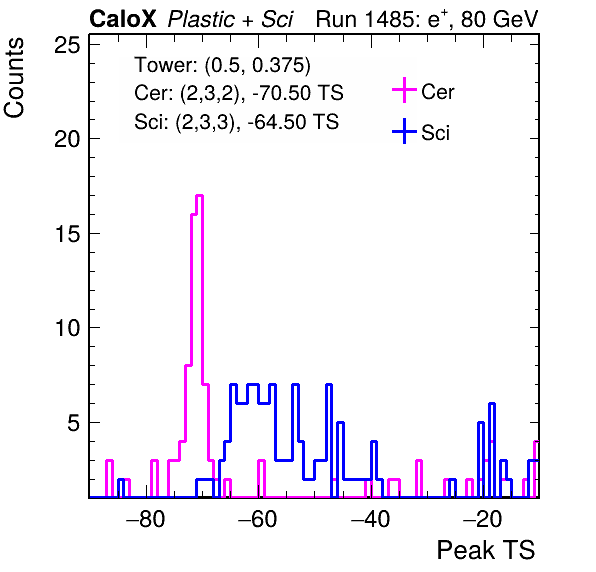 CaloX Plastic + Sci Run 1485: e⁺, 80 GeV
Counts
25
Tower: (0.5, 0.375)
Cer: (2,3,2), -70.50 TS
Sci: (2,3,3), -64.50 TS
Cer
Sci
20
15
10
5
−80 −60 −40 −20
Peak TS